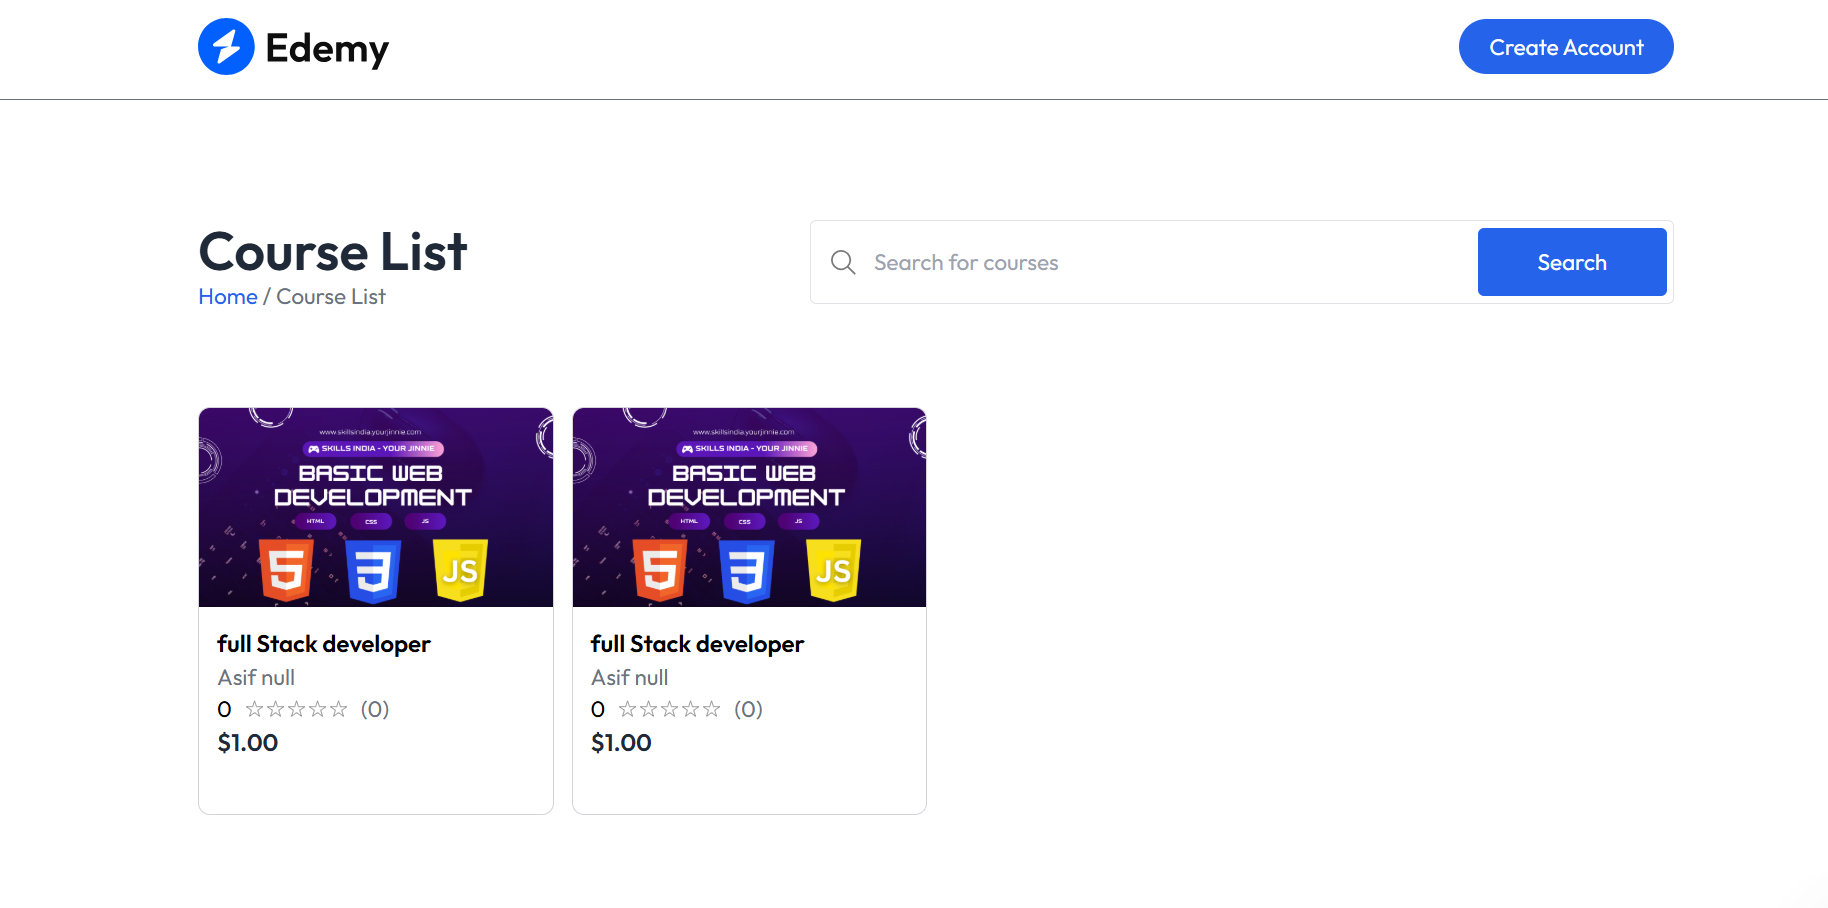 Edemy
Create Account
Course List
Home / Course List
Search for courses
Search
www.skillsindia.yourjinnie.com
SKILLS INDIA - YOUR JINNIE
BASIC WEB
DEVELOPMENT
HTML CSS JS
5 3 JS
full Stack developer
Asif null
0 ☆☆☆☆☆ (0)
$1.00
www.skillsindia.yourjinnie.com
SKILLS INDIA - YOUR JINNIE
BASIC WEB
DEVELOPMENT
HTML CSS JS
5 3 JS
full Stack developer
Asif null
0 ☆☆☆☆☆ (0)
$1.00